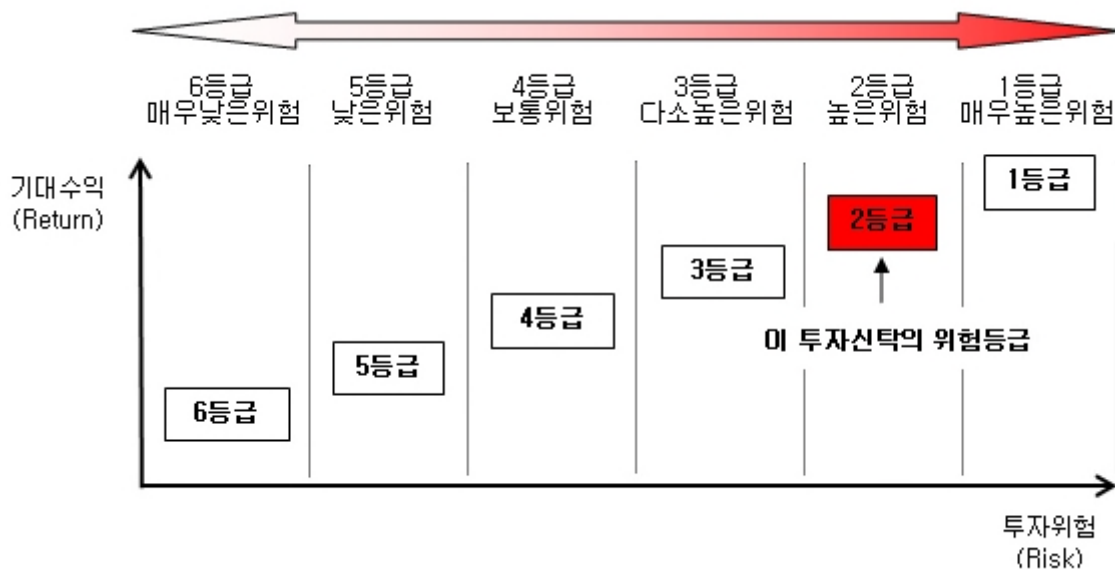 6등급
매우낮은위험
5등급
낮은위험
4등급
보통위험
3등급
다소높은위험
2등급
높은위험
1등급
매우높은위험
기대수익
(Return)
1등급
2등급
3등급
4등급
5등급
6등급
이 투자신탁의 위험등급
투자위험
(Risk)